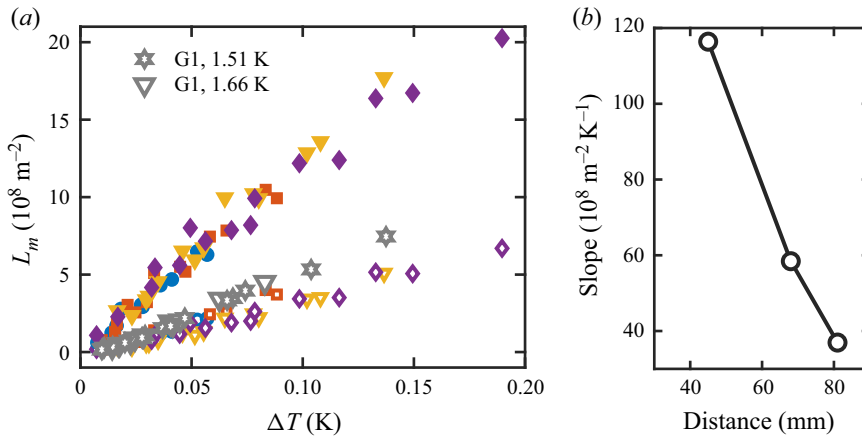 (a)
20
15
10
5
0
L_m (10^8 m^−2)
G1, 1.51 K
G1, 1.66 K
0 0.05 0.10 0.15 0.20
ΔT (K)
(b)
120
100
80
60
40
Slope (10^8 m^−2 K^−1)
40 60 80
Distance (mm)